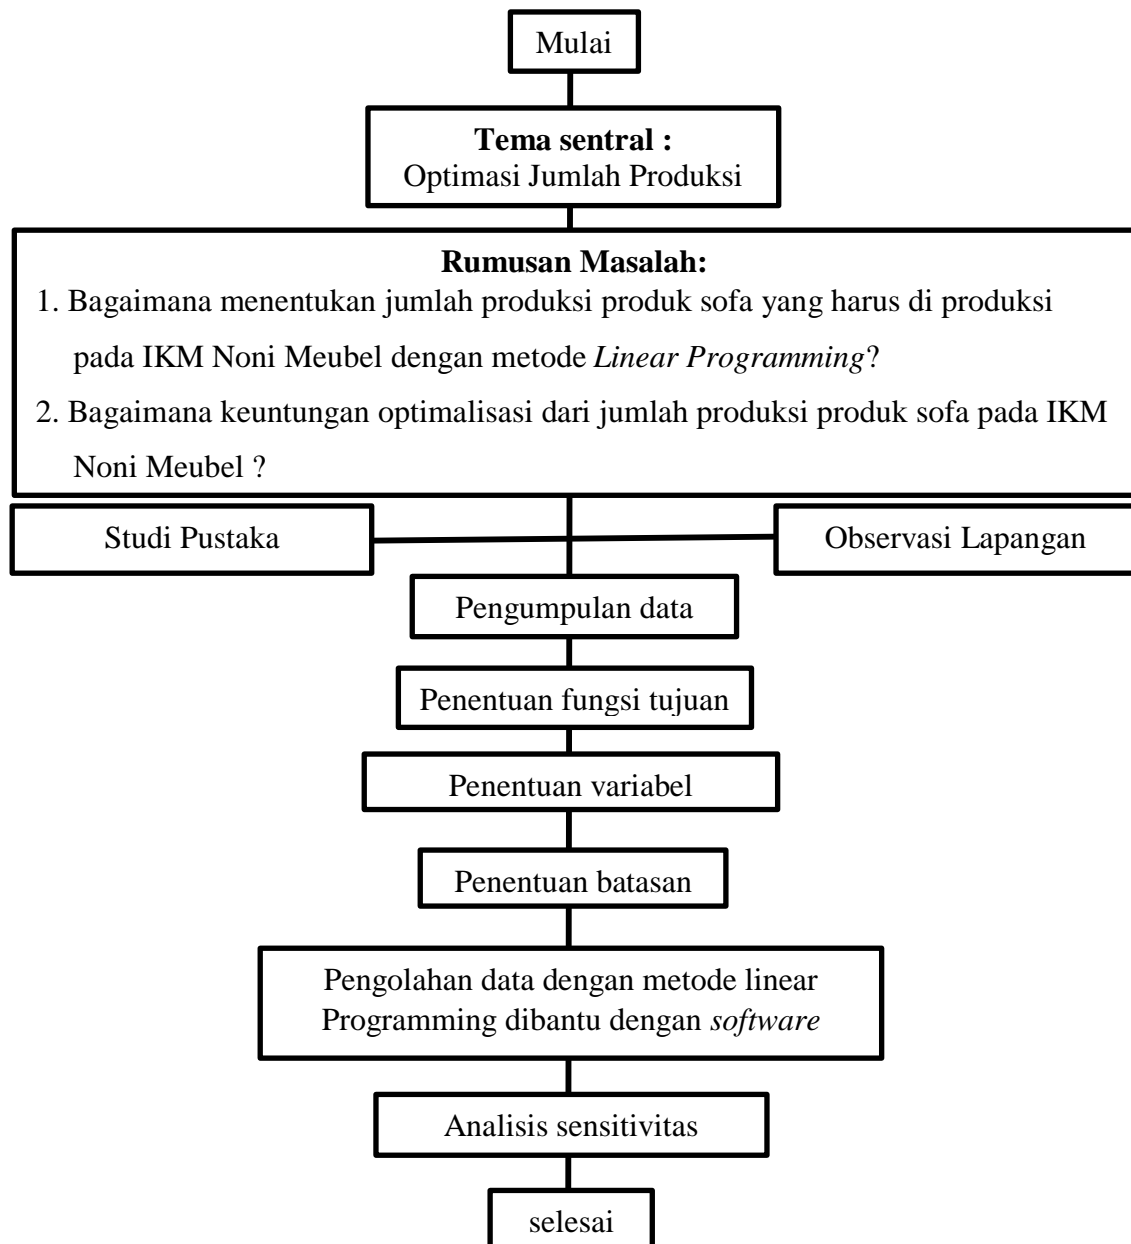 Mulai
Tema sentral :
Optimasi Jumlah Produksi
Rumusan Masalah:
1. Bagaimana menentukan jumlah produksi produk sofa yang harus di produksi
pada IKM Noni Meubel dengan metode Linear Programming?
2. Bagaimana keuntungan optimalisasi dari jumlah produksi produk sofa pada IKM
Noni Meubel ?
Studi Pustaka
Observasi Lapangan
Pengumpulan data
Penentuan fungsi tujuan
Penentuan variabel
Penentuan batasan
Pengolahan data dengan metode linear
Programming dibantu dengan software
Analisis sensitivitas
selesai